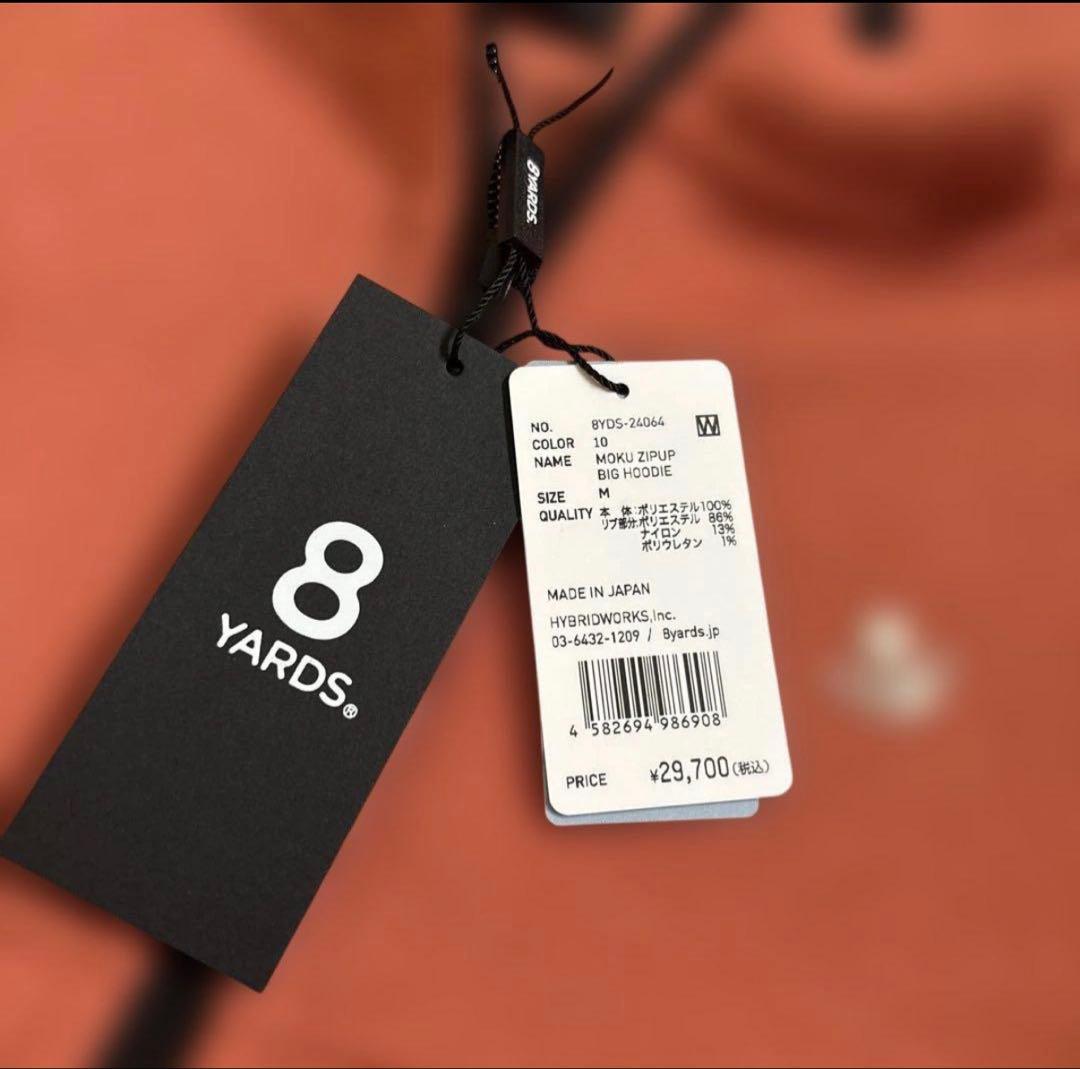 8YARDS.
8
YARDS.®
W
NO. 8YDS-24064
COLOR 10
NAME MOKU ZIPUP
BIG HOODIE
SIZE M
QUALITY 本 体:ポリエステル100%
リブ部分:ポリエステル 86%
ナイロン 13%
ポリウレタン 1%
MADE IN JAPAN
HYBRIDWORKS,Inc.
03-6432-1209 / 8yards.jp
4 582694 986908
PRICE ¥29,700(税込)